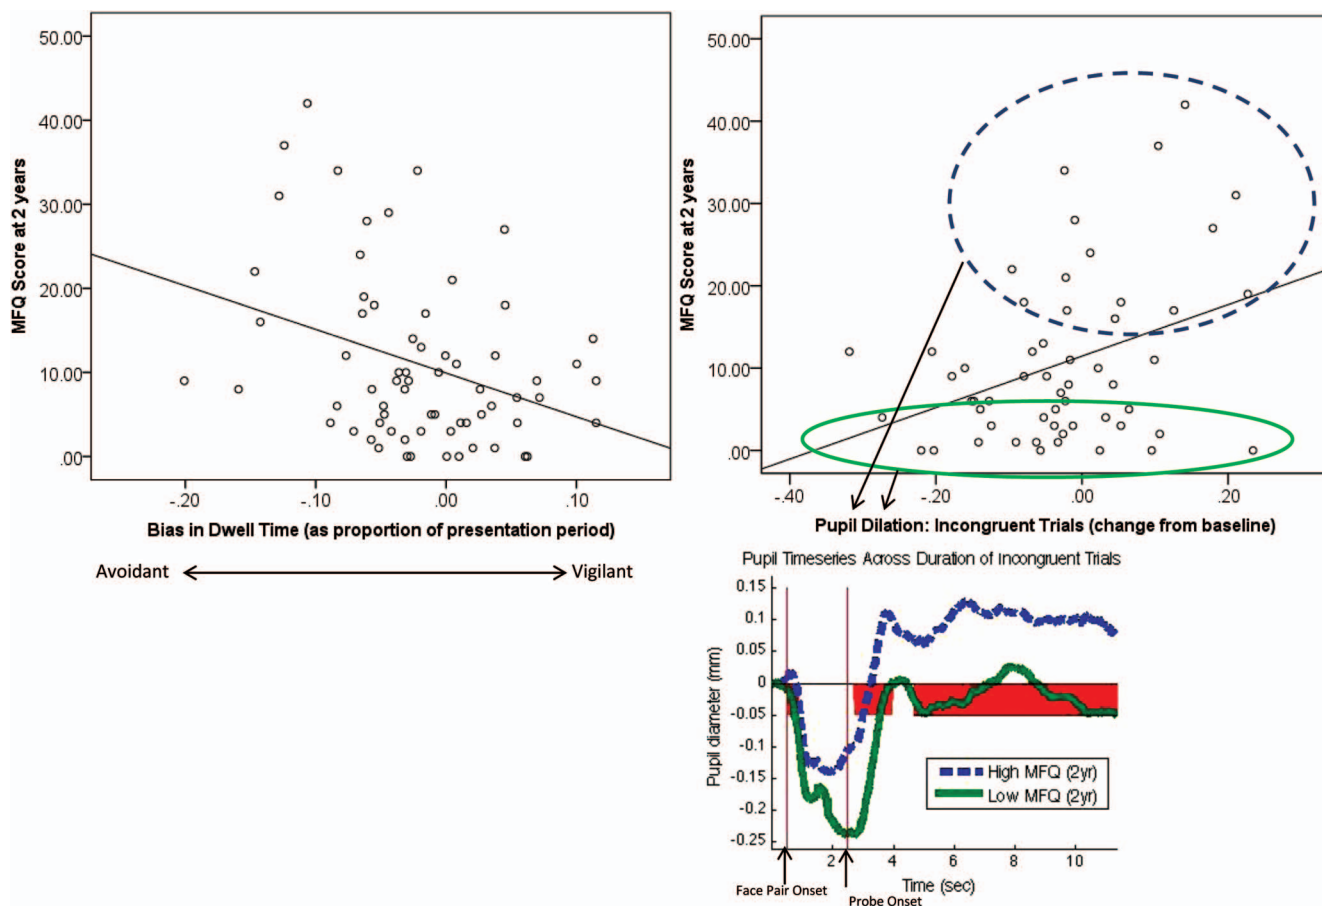 50.00
40.00
30.00
20.00
10.00
.00
MFQ Score at 2 years
-.20
-.10
.00
.10
Bias in Dwell Time (as proportion of presentation period)
Avoidant
Vigilant
50.00
40.00
30.00
20.00
10.00
.00
MFQ Score at 2 years
-.40
-.20
.00
.20
Pupil Dilation: Incongruent Trials (change from baseline)
Pupil Timeseries Across Duration of Incongruent Trials
0.15
0.1
0.05
0
-0.05
-0.1
-0.15
-0.2
-0.25
Pupil diameter (mm)
High MFQ (2yr)
Low MFQ (2yr)
2
4
6
8
10
Time (sec)
Face Pair Onset
Probe Onset